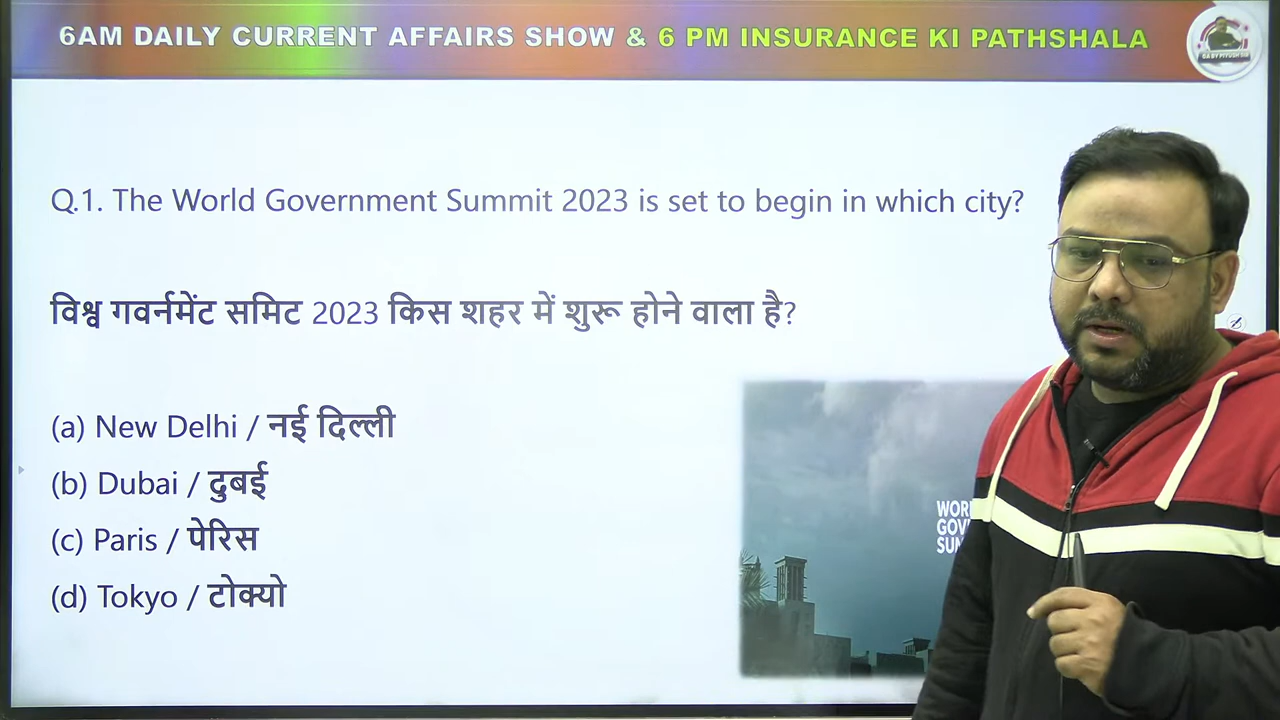 6AM DAILY CURRENT AFFAIRS SHOW & 6 PM INSURANCE KI PATHSHALA
Q.1. The World Government Summit 2023 is set to begin in which city?
विश्व गवर्नमेंट समिट 2023 किस शहर में शुरू होने वाला है?
(a) New Delhi / नई दिल्ली
(b) Dubai / दुबई
(c) Paris / पेरिस
(d) Tokyo / टोक्यो